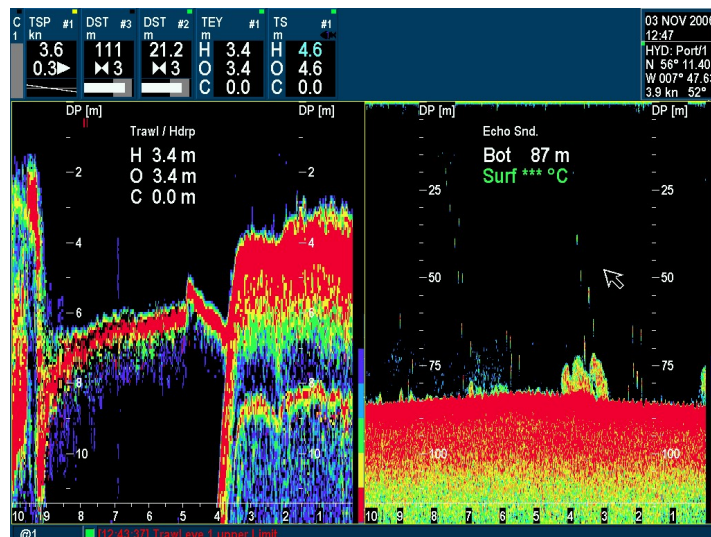 C TSP #1 DST #3 DST #2 TEY #1 TS #1
1 kn m m m m
3.6 111 21.2 H 3.4 H 4.6
0.3 3 3 O 3.4 O 4.6
C 0.0 C 0.0
03 NOV 2006
12:47
HYD: Port/1
N 56° 11.40
W 007° 47.63
3.9 kn 52°
DP [m] DP [m] DP [m] DP [m]
Trawl / Hdrp
H 3.4 m
O 3.4 m
C 0.0 m
Echo Snd.
Bot 87 m
Surf *** °C
2 2
4 4
6 6
8 8
10 10
25 25
50 50
75 75
100 100
10 9 8 7 6 5 4 3 2 1
10 9 8 7 6 5 4 3 2 1
@1 [12:43:37] Trawl eye 1 upper Limit